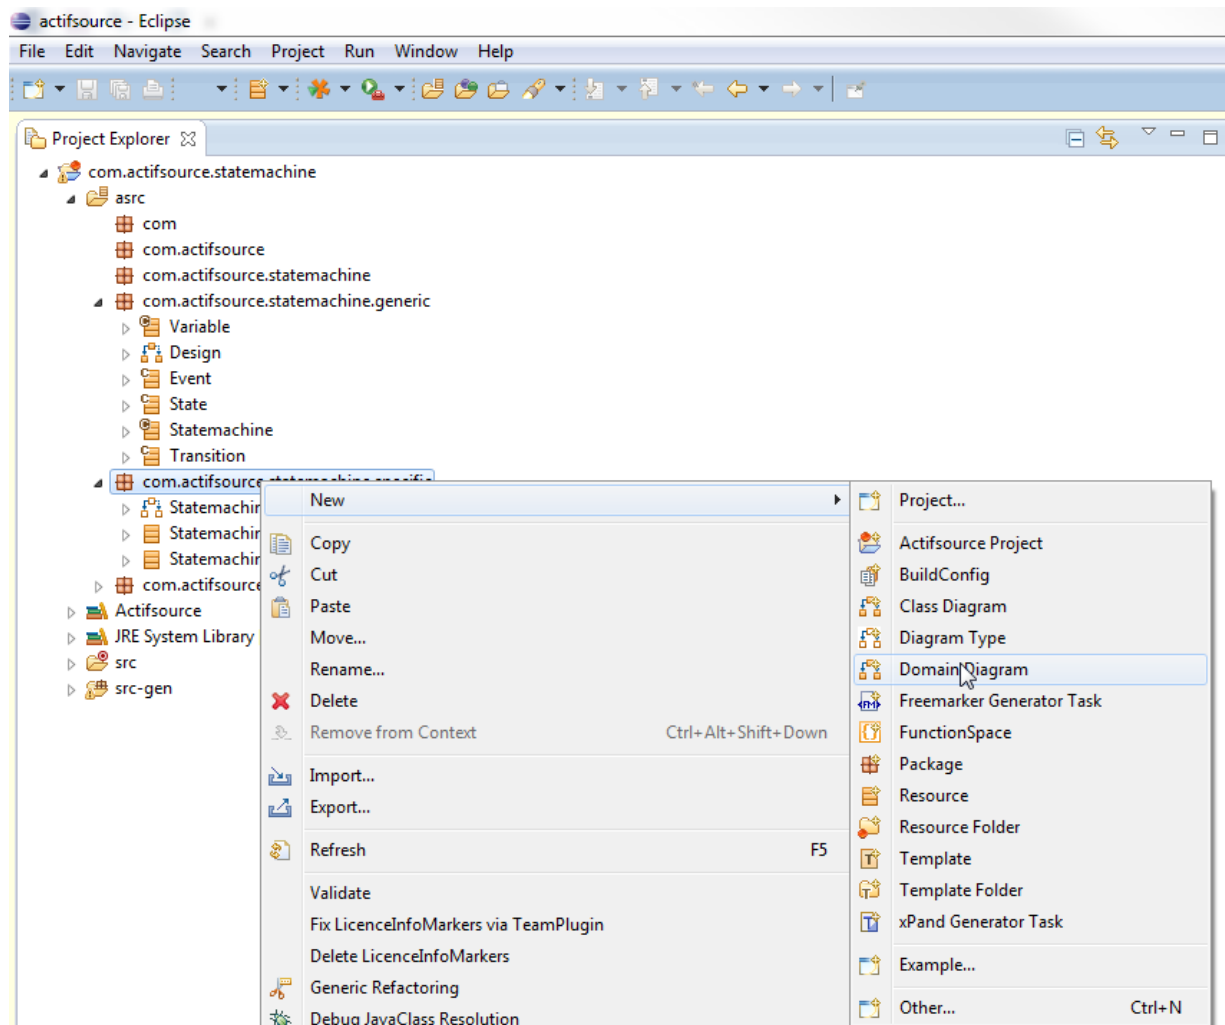 actifsource - Eclipse
File Edit Navigate Search Project Run Window Help
Project Explorer
com.actifsource.statemachine
asrc
com
com.actifsource
com.actifsource.statemachine
com.actifsource.statemachine.generic
Variable
Design
Event
State
Statemachine
Transition
com.actifsource.statemachine.specific
Statemachin
Statemachin
Statemachin
com.actifsource
Actifsource
JRE System Library
src
src-gen
New
Copy
Cut
Paste
Move...
Rename...
Delete
Remove from Context Ctrl+Alt+Shift+Down
Import...
Export...
Refresh F5
Validate
Fix LicenceInfoMarkers via TeamPlugin
Delete LicenceInfoMarkers
Generic Refactoring
Debug JavaClass Resolution
Project...
Actifsource Project
BuildConfig
Class Diagram
Diagram Type
Domain Diagram
Freemarker Generator Task
FunctionSpace
Package
Resource
Resource Folder
Template
Template Folder
xPand Generator Task
Example...
Other... Ctrl+N